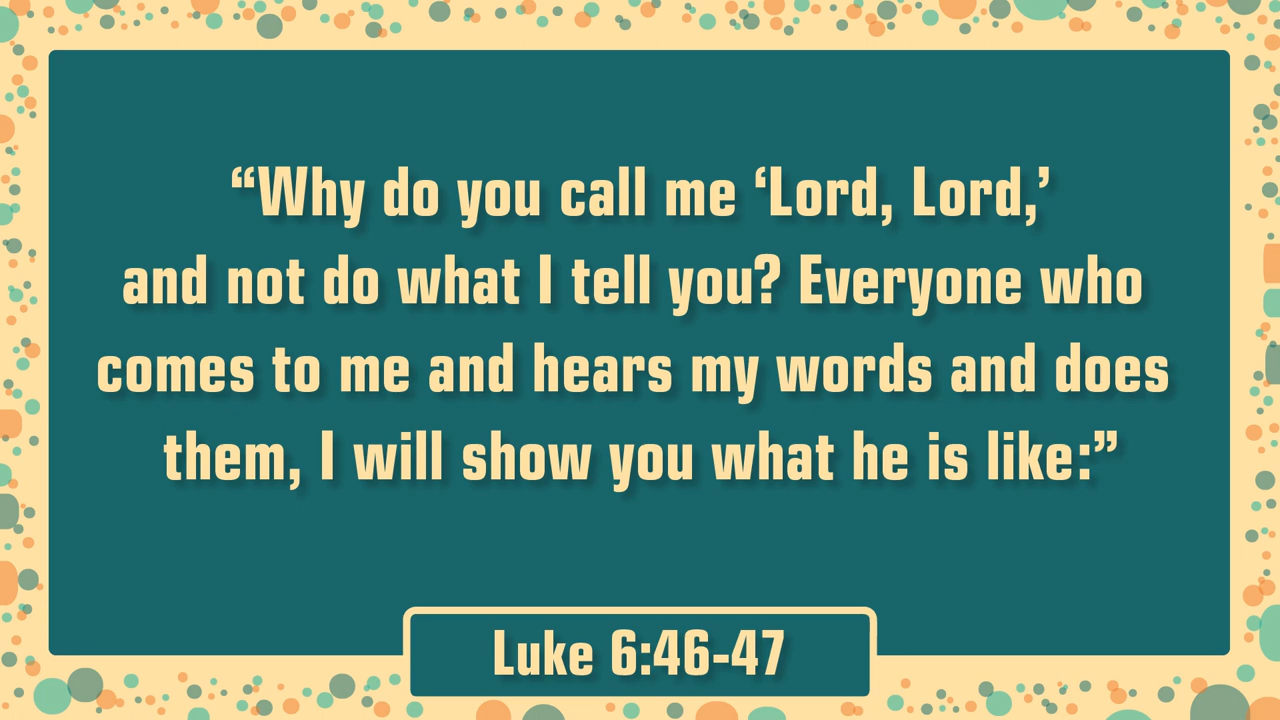 “Why do you call me ‘Lord, Lord,’
and not do what I tell you? Everyone who
comes to me and hears my words and does
them, I will show you what he is like:”
Luke 6:46-47